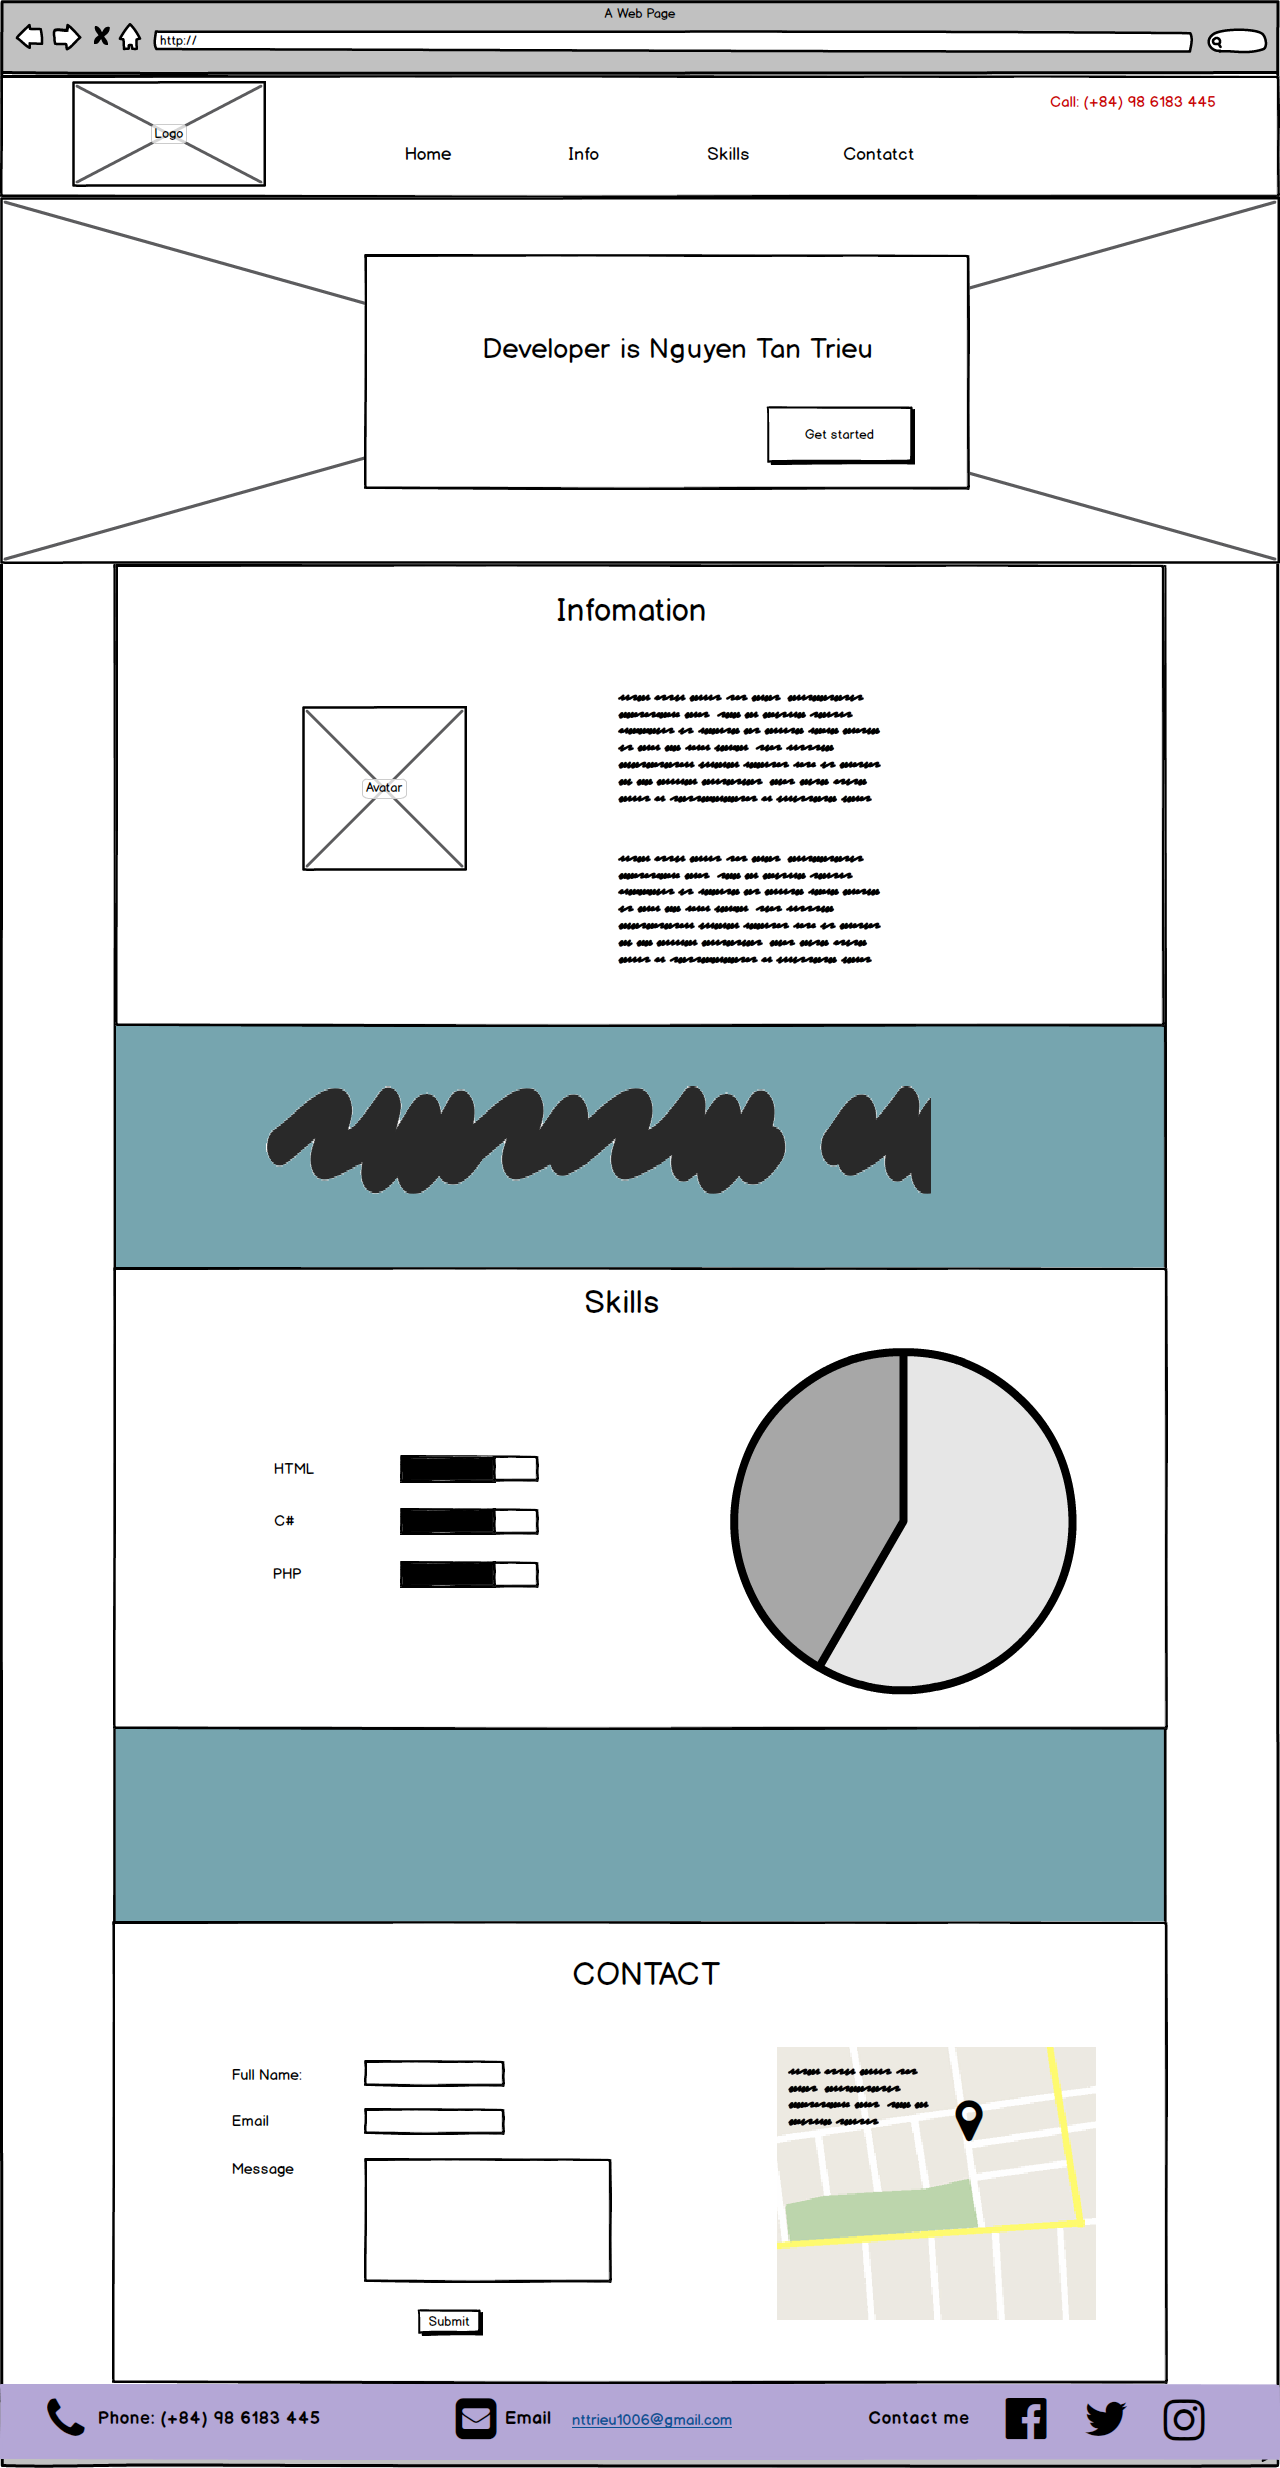 A Web Page
http://
Logo
Call: (+84) 98 6183 445
Home Info Skills Contatct
Developer is Nguyen Tan Trieu
Get started
Infomation
Avatar
Skills
HTML
C#
PHP
CONTACT
Full Name:
Email
Message
Submit
Phone: (+84) 98 6183 445 Email nttrieu1006@gmail.com Contact me